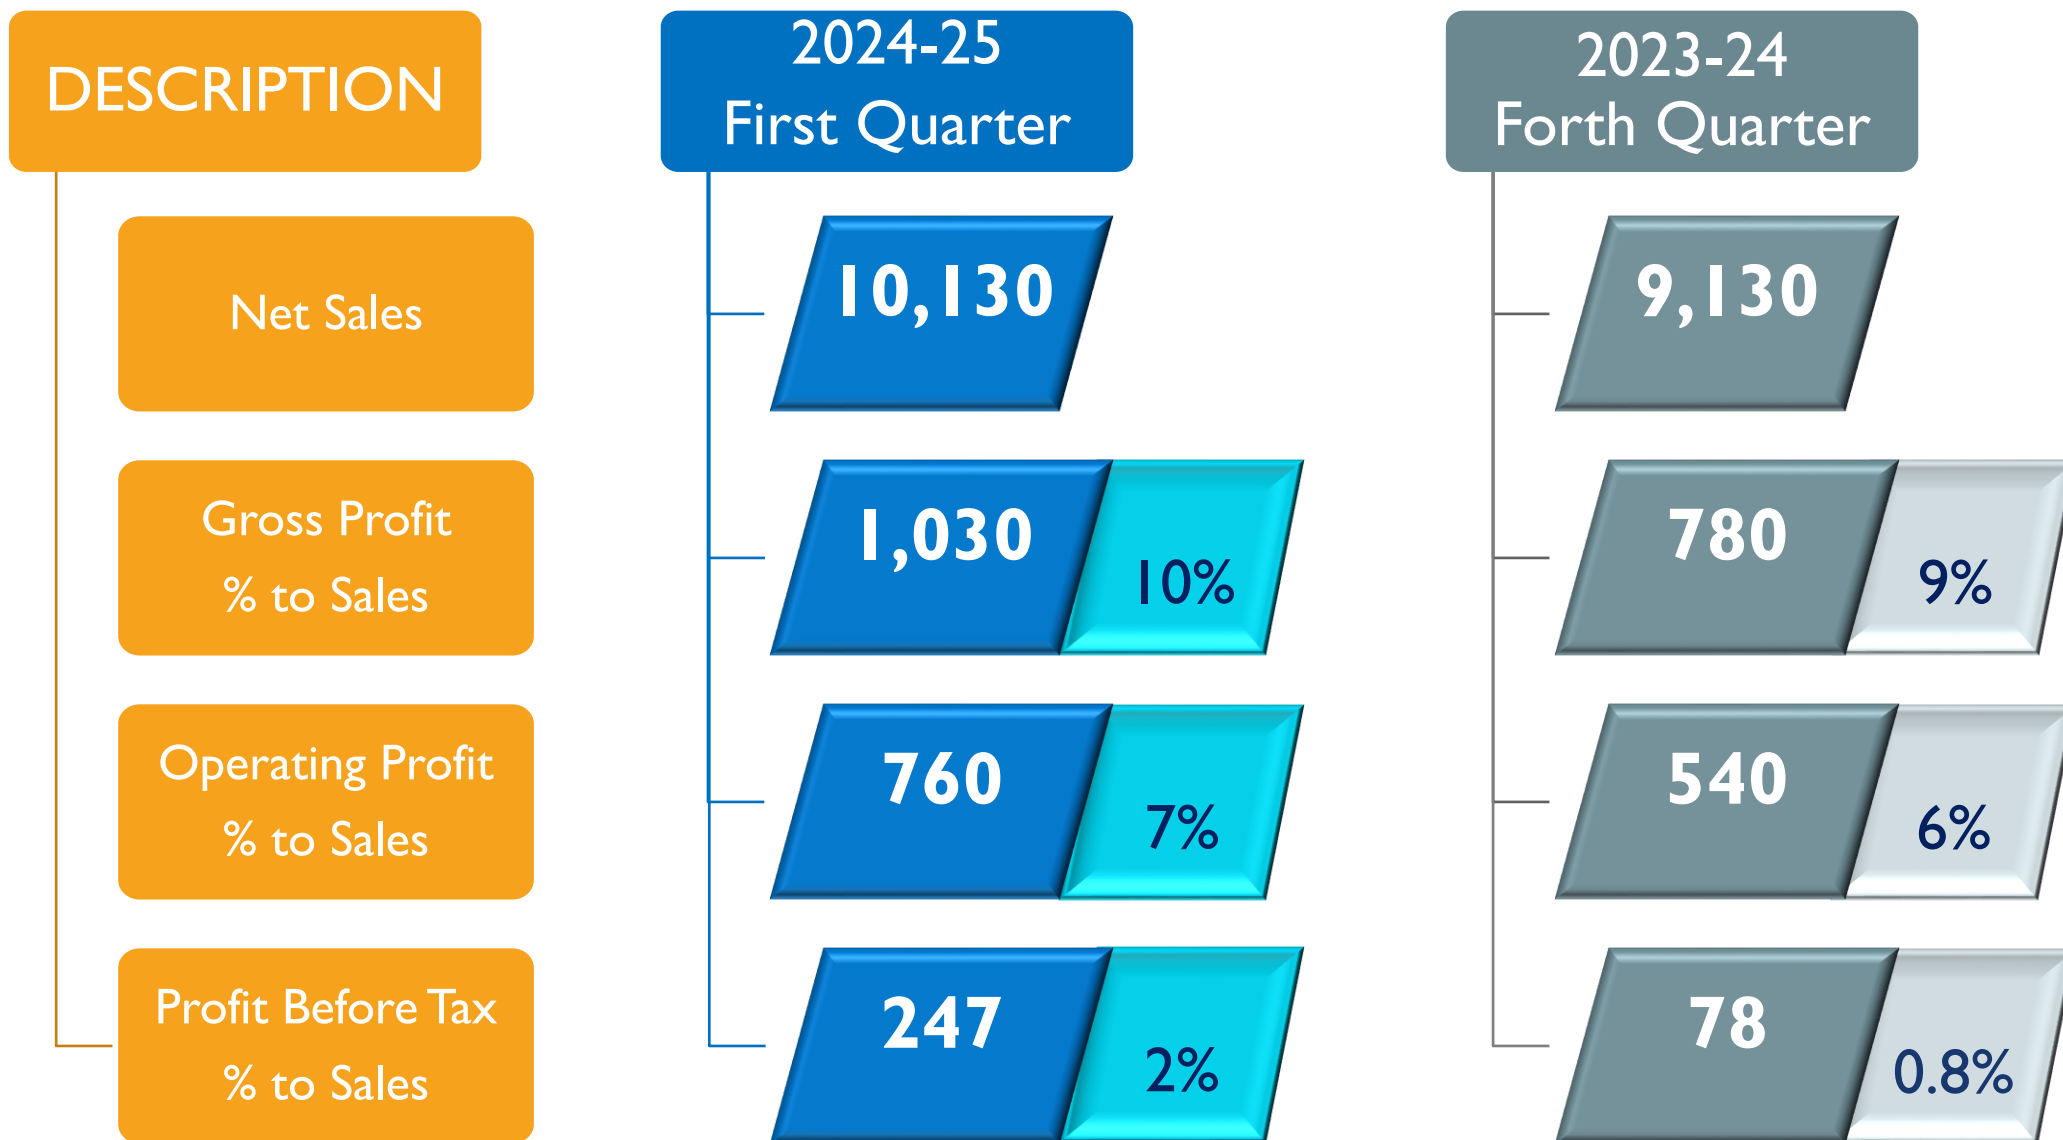 DESCRIPTION
2024-25
First Quarter
2023-24
Forth Quarter
Net Sales
10,130
9,130
Gross Profit
% to Sales
1,030
10%
780
9%
Operating Profit
% to Sales
760
7%
540
6%
Profit Before Tax
% to Sales
247
2%
78
0.8%